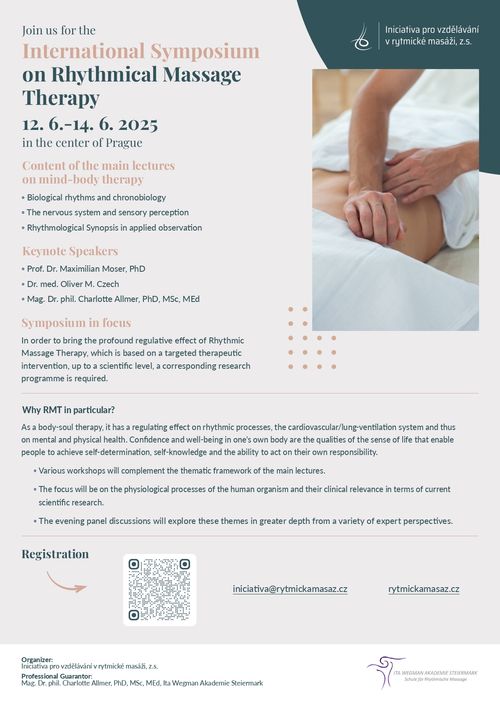 Join us for the
International Symposium
on Rhythmical Massage
Therapy
12. 6.-14. 6. 2025
in the center of Prague
Iniciativa pro vzdělávání
v rytmické masáži, z.s.
Content of the main lectures
on mind-body therapy
• Biological rhythms and chronobiology
• The nervous system and sensory perception
• Rhythmological Synopsis in applied observation
Keynote Speakers
• Prof. Dr. Maximilian Moser, PhD
• Dr. med. Oliver M. Czech
• Mag. Dr. phil. Charlotte Allmer, PhD, MSc, MEd
Symposium in focus
In order to bring the profound regulative effect of Rhythmic
Massage Therapy, which is based on a targeted therapeutic
intervention, up to a scientific level, a corresponding research
programme is required.
Why RMT in particular?
As a body-soul therapy, it has a regulating effect on rhythmic processes, the cardiovascular/lung-ventilation system and thus
on mental and physical health. Confidence and well-being in one's own body are the qualities of the sense of life that enable
people to achieve self-determination, self-knowledge and the ability to act on their own responsibility.
• Various workshops will complement the thematic framework of the main lectures.
• The focus will be on the physiological processes of the human organism and their clinical relevance in terms of current
scientific research.
• The evening panel discussions will explore these themes in greater depth from a variety of expert perspectives.
Registration
iniciativa@rytmickamasaz.cz
rytmickamasaz.cz
Organizer:
Iniciativa pro vzdělávání v rytmické masáži, z.s.
Professional Guarantor:
Mag. Dr. phil. Charlotte Allmer, PhD, MSc, MEd, Ita Wegman Akademie Steiermark
ITA WEGMAN AKADEMIE STEIERMARK
Schule für Rhythmische Massage